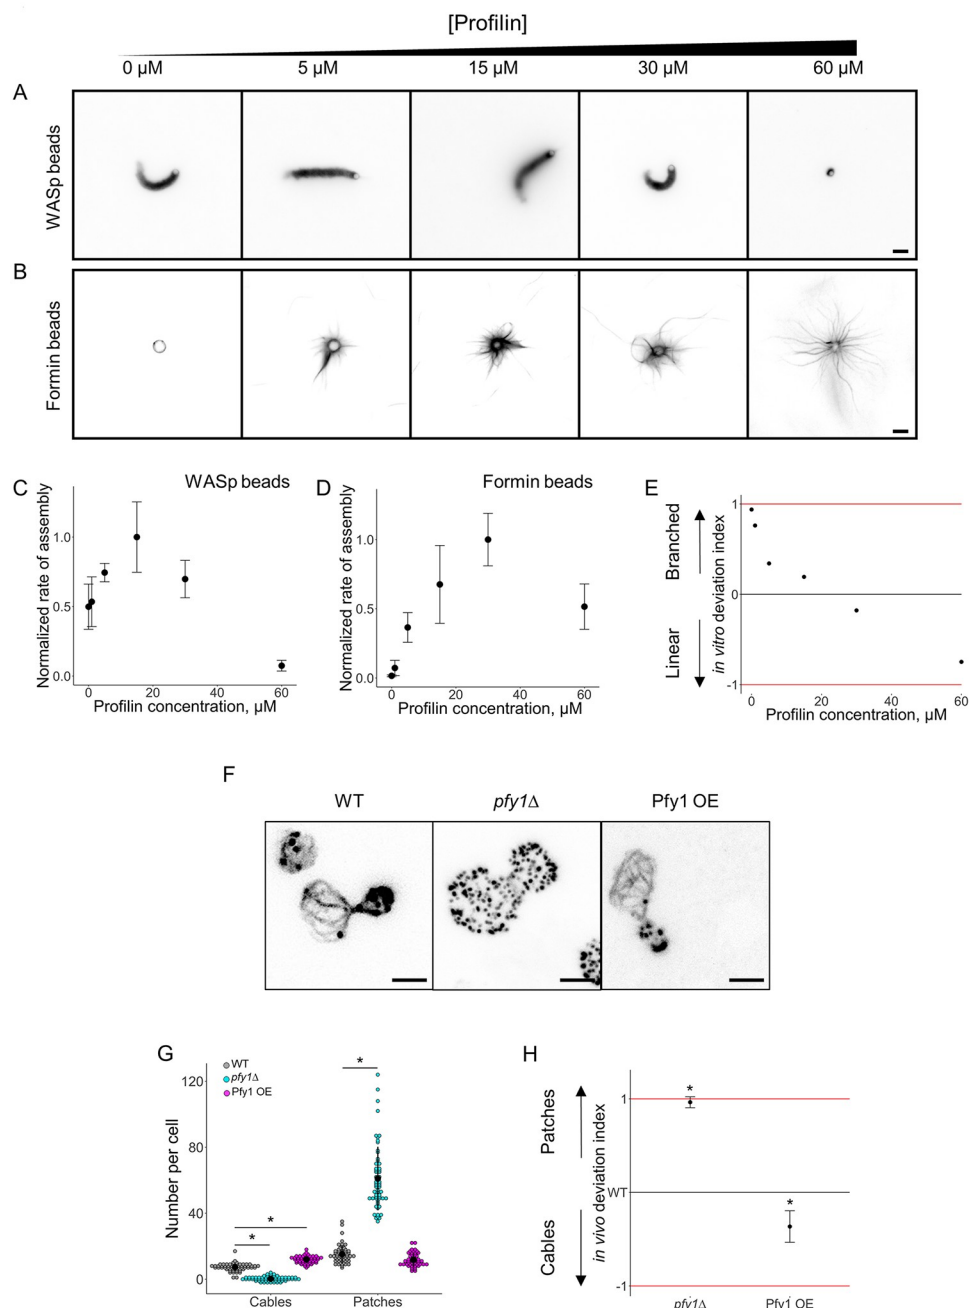 [Profilin]
0 µM 5 µM 15 µM 30 µM 60 µM
A
WASp beads
B
Formin beads
C
WASp beads
Normalized rate of assembly
1.0
0.5
0.0
0 20 40 60
Profilin concentration, µM
D
Formin beads
Normalized rate of assembly
1.0
0.5
0.0
0 20 40 60
Profilin concentration, µM
E
Branched
Linear
in vitro deviation index
1
0
-1
0 20 40 60
Profilin concentration, µM
F
WT pfy1Δ Pfy1 OE
G
WT
pfy1Δ
Pfy1 OE
Number per cell
120
80
40
0
* * *
Cables Patches
H
Patches
Cables
in vivo deviation index
1
WT
-1
* *
pfy1Δ Pfy1 OE